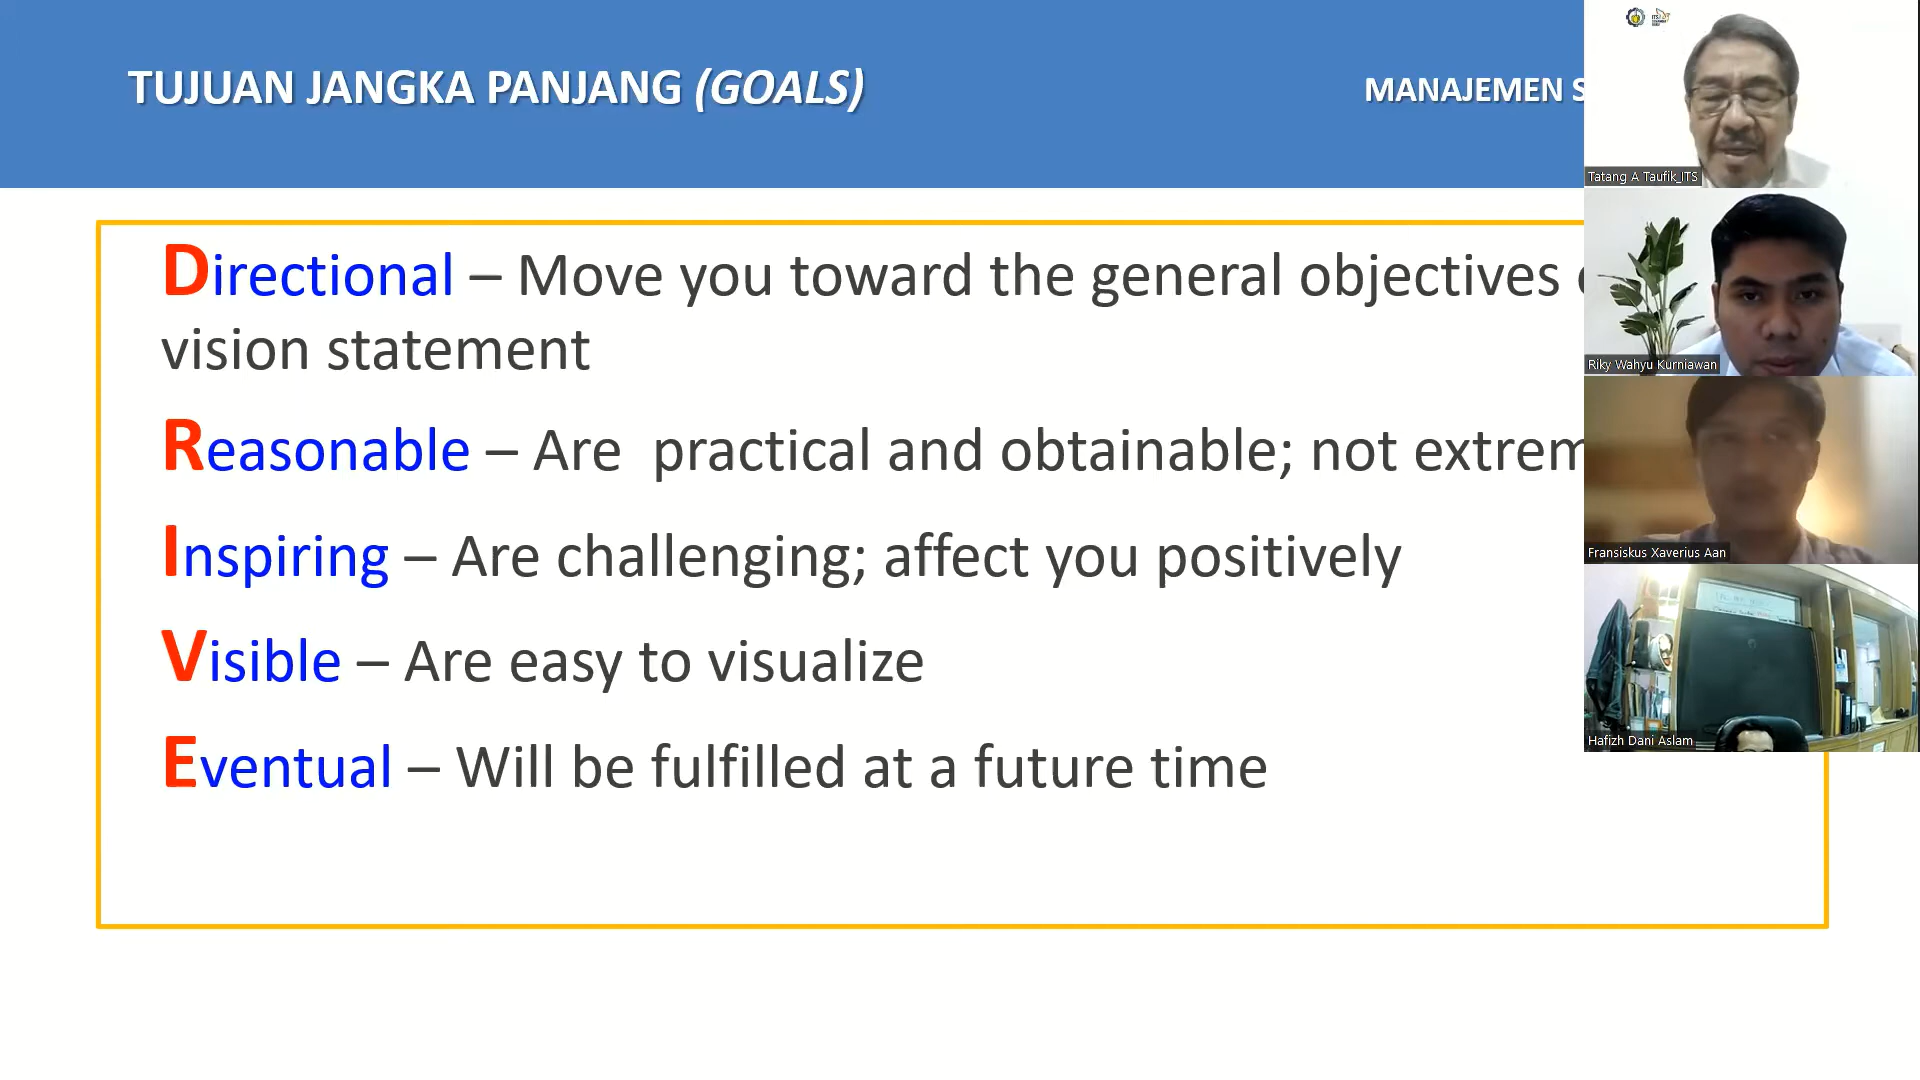 TUJUAN JANGKA PANJANG (GOALS)
MANAJEMEN
Directional – Move you toward the general objectives
vision statement
Reasonable – Are  practical and obtainable; not
Inspiring – Are challenging; affect you positively
Visible – Are easy to visualize
Eventual – Will be fulfilled at a future time
Tatang A Taufik_ITS
Riky Wahyu Kurniawan
Fransiskus Xaverius Aan
Hafizh Dani Aslam